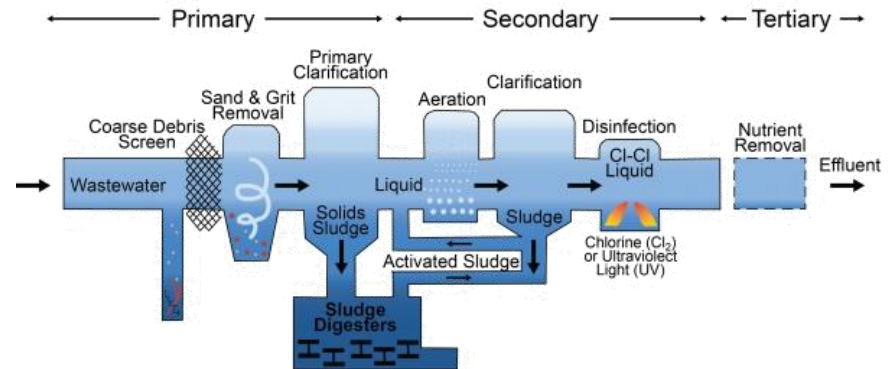 Primary
Secondary
Tertiary
Primary
Clarification
Sand & Grit
Removal
Coarse Debris
Screen
Aeration
Clarification
Disinfection
Nutrient
Removal
Effluent
Wastewater
Liquid
Cl-Cl
Liquid
Solids
Sludge
Sludge
Activated Sludge
Chlorine (Cl₂)
or Ultraviolect
Light (UV)
Sludge
Digesters